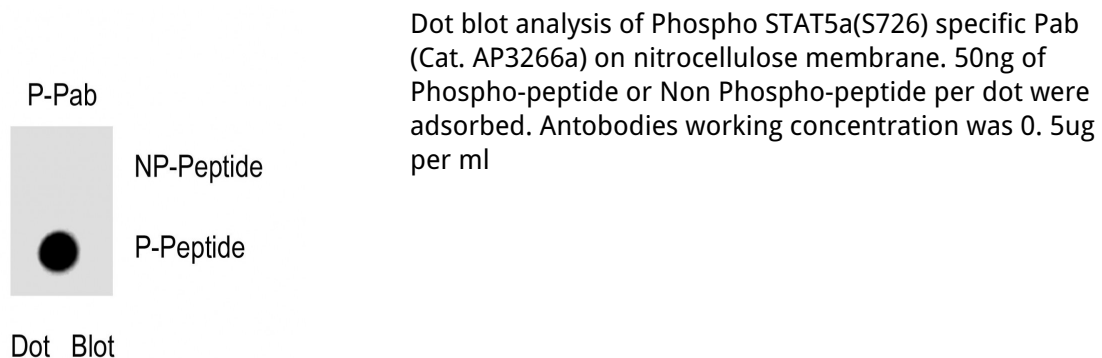 P-Pab
NP-Peptide
P-Peptide
Dot Blot
Dot blot analysis of Phospho STAT5a(S726) specific Pab
(Cat. AP3266a) on nitrocellulose membrane. 50ng of
Phospho-peptide or Non Phospho-peptide per dot were
adsorbed. Antobodies working concentration was 0. 5ug
per ml